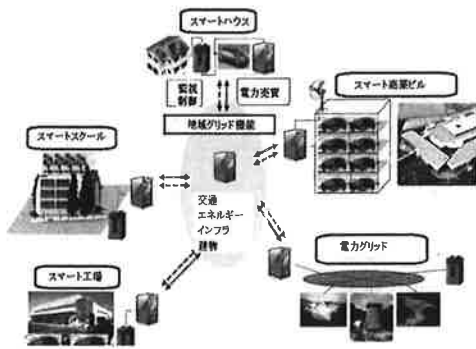 スマートハウス
監視
制御
電力売買
スマート商業ビル
地域グリッド機能
スマートスクール
交通
エネルギー
インフラ
建物
電力グリッド
スマート工場